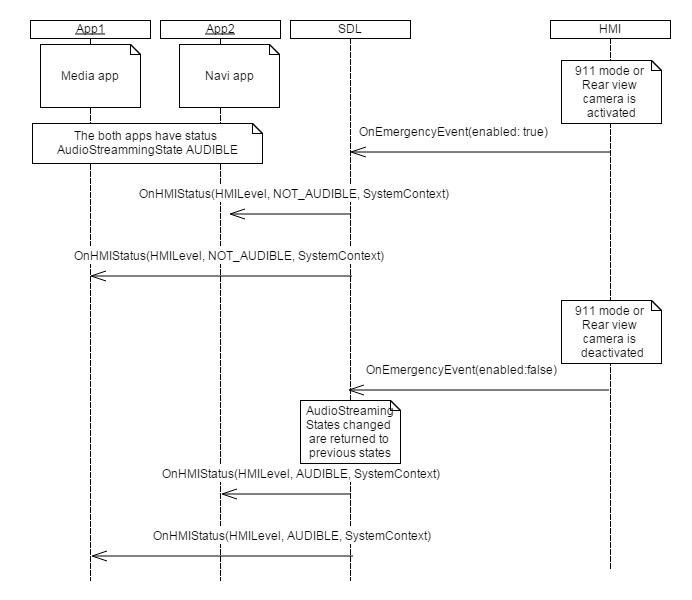 App1
App2
SDL
HMI
Media app
Navi app
911 mode or
Rear view
camera is
activated
The both apps have status
AudioStreammingState AUDIBLE
OnEmergencyEvent(enabled: true)
OnHMIStatus(HMILevel, NOT_AUDIBLE, SystemContext)
OnHMIStatus(HMILevel, NOT_AUDIBLE, SystemContext)
911 mode or
Rear view
camera is
deactivated
OnEmergencyEvent(enabled:false)
AudioStreaming
States changed
are returned to
previous states
OnHMIStatus(HMILevel, AUDIBLE, SystemContext)
OnHMIStatus(HMILevel, AUDIBLE, SystemContext)